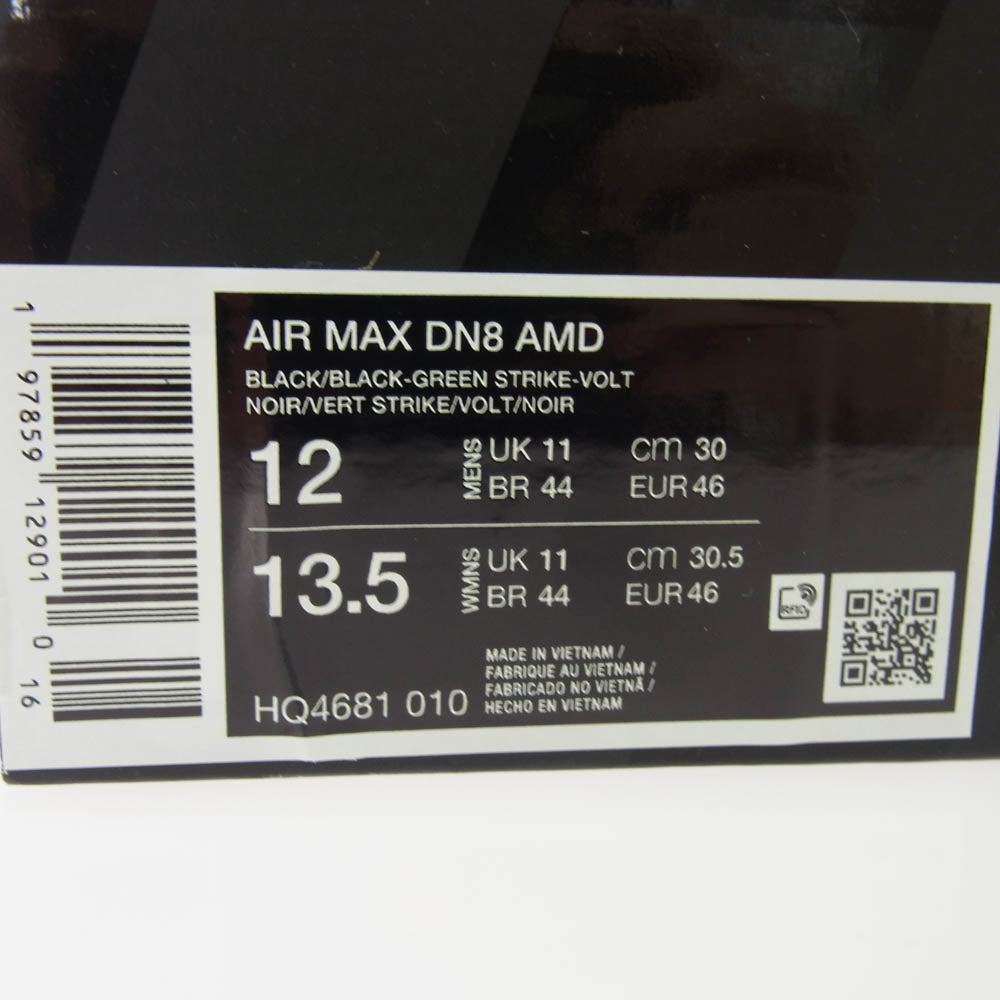 AIR MAX DN8 AMD
BLACK/BLACK-GREEN STRIKE-VOLT
NOIR/VERT STRIKE/VOLT/NOIR
12 MENS UK 11 cm 30
BR 44 EUR 46
13.5 WMNS UK 11 cm 30.5
BR 44 EUR 46
RFID
MADE IN VIETNAM /
FABRIQUE AU VIETNAM /
FABRICADO NO VIETNÃ /
HECHO EN VIETNAM
HQ4681 010
1 97859 12901 0 16